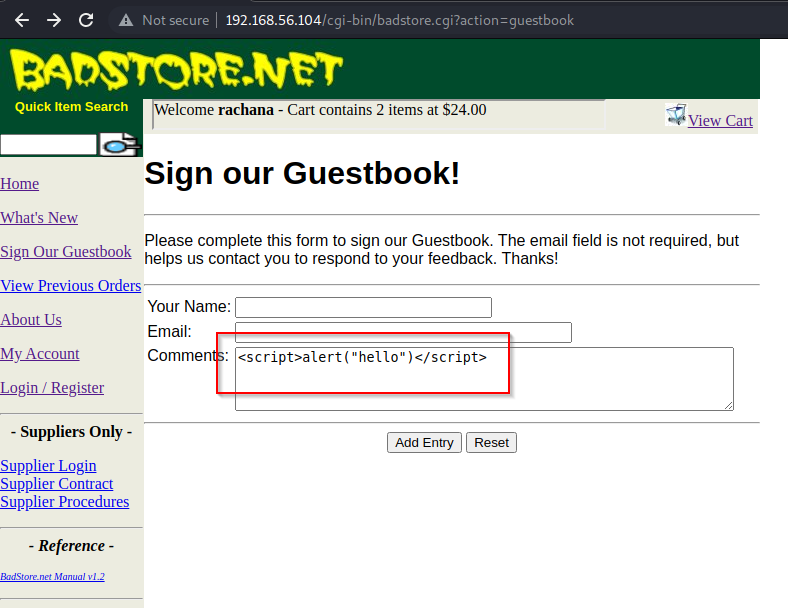 Not secure | 192.168.56.104/cgi-bin/badstore.cgi?action=guestbook
BADSTORE.NET
Quick Item Search
Welcome rachana - Cart contains 2 items at $24.00
View Cart
Home
What's New
Sign Our Guestbook
View Previous Orders
About Us
My Account
Login / Register
- Suppliers Only -
Supplier Login
Supplier Contract
Supplier Procedures
- Reference -
BadStore.net Manual v1.2
Sign our Guestbook!
Please complete this form to sign our Guestbook. The email field is not required, but
helps us contact you to respond to your feedback. Thanks!
Your Name:
Email:
Comments:
<script>alert("hello")</script>
Add Entry
Reset